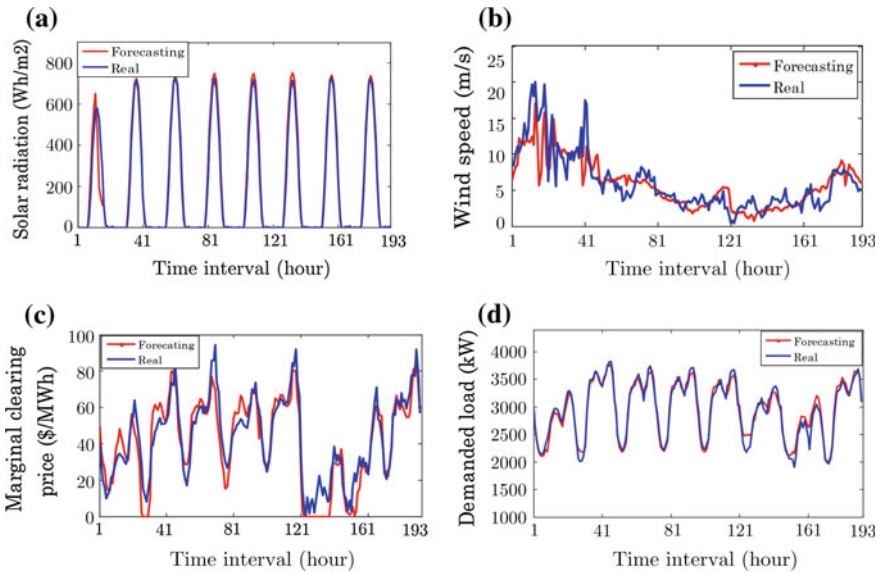 (a)
Forecasting
Real
Solar radiation (Wh/m2)
800
600
400
200
0
1 41 81 121 161 193
Time interval (hour)
(b)
Forecasting
Real
Wind speed (m/s)
25
20
15
10
5
0
1 41 81 121 161 193
Time interval (hour)
(c)
Forecasting
Real
Marginal clearing
price ($/MWh)
100
80
60
40
20
0
1 41 81 121 161 193
Time interval (hour)
(d)
Forecasting
Real
Demanded load (kW)
4000
3500
3000
2500
2000
1000
1 41 81 121 161 193
Time interval (hour)